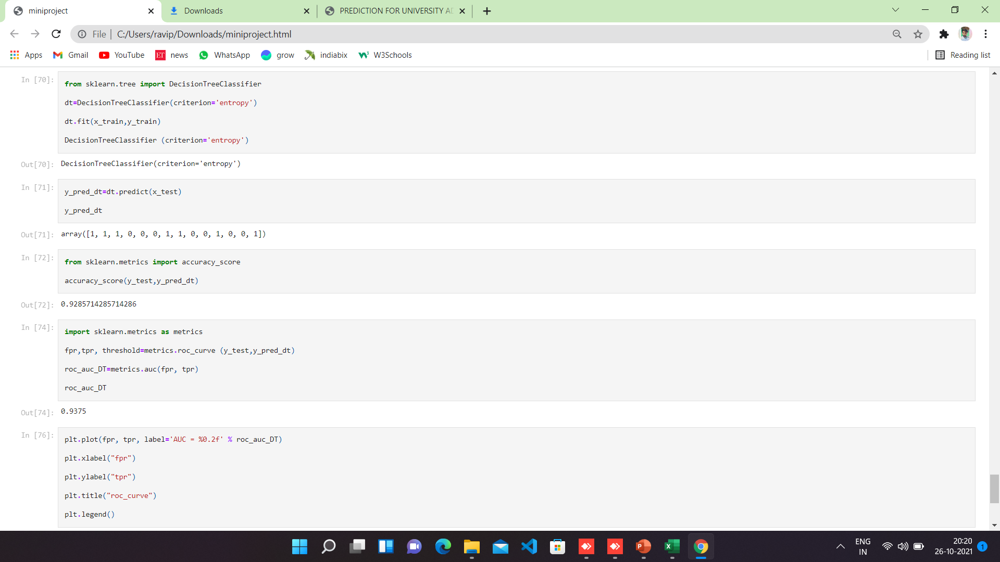 miniproject
Downloads
PREDICTION FOR UNIVERSITY AD
File
C:/Users/ravip/Downloads/miniproject.html
Apps
Gmail
YouTube
ET
news
WhatsApp
grow
indiabix
W3Schools
Reading list
In [70]:
from sklearn.tree import DecisionTreeClassifier
dt=DecisionTreeClassifier(criterion='entropy')
dt.fit(x_train,y_train)
DecisionTreeClassifier (criterion='entropy')
Out[70]: DecisionTreeClassifier(criterion='entropy')
In [71]:
y_pred_dt=dt.predict(x_test)
y_pred_dt
Out[71]: array([1, 1, 1, 0, 0, 0, 1, 1, 0, 0, 1, 0, 0, 1])
In [72]:
from sklearn.metrics import accuracy_score
accuracy_score(y_test,y_pred_dt)
Out[72]: 0.9285714285714286
In [74]:
import sklearn.metrics as metrics
fpr,tpr, threshold=metrics.roc_curve (y_test,y_pred_dt)
roc_auc_DT=metrics.auc(fpr, tpr)
roc_auc_DT
Out[74]: 0.9375
In [76]:
plt.plot(fpr, tpr, label='AUC = %0.2f' % roc_auc_DT)
plt.xlabel("fpr")
plt.ylabel("tpr")
plt.title("roc_curve")
plt.legend()
ENG
IN
20:20
26-10-2021
1